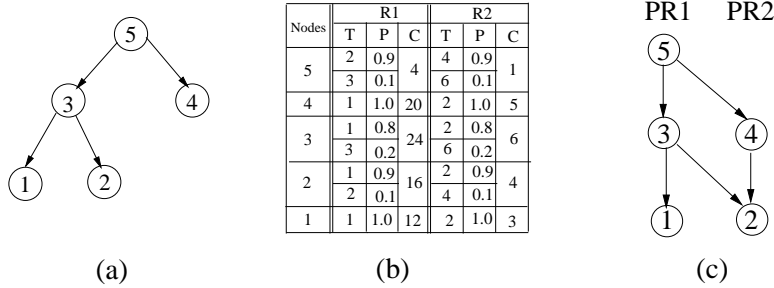 5
3
4
1
2
(a)
Nodes R1 R2
T P C T P C
5 2 0.9 4 4 0.9 1
3 0.1 6 0.1
4 1 1.0 20 2 1.0 5
3 1 0.8 24 2 0.8 6
3 0.2 6 0.2
2 1 0.9 16 2 0.9 4
2 0.1 4 0.1
1 1 1.0 12 2 1.0 3
(b)
PR1 PR2
5
3 4
1 2
(c)